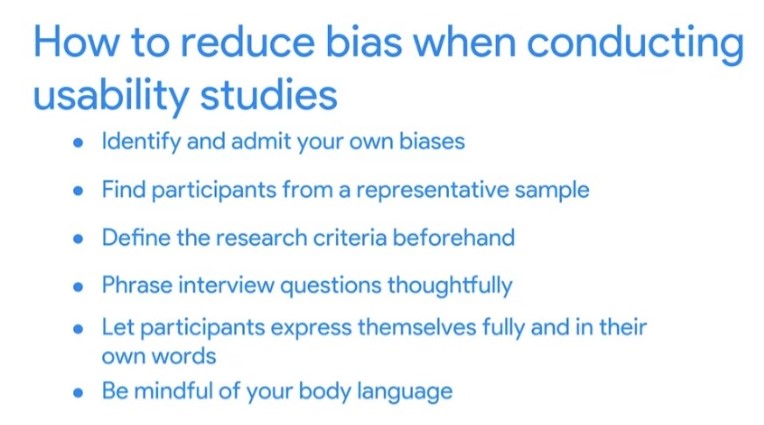 How to reduce bias when conducting
usability studies
• Identify and admit your own biases
• Find participants from a representative sample
• Define the research criteria beforehand
• Phrase interview questions thoughtfully
• Let participants express themselves fully and in their
own words
• Be mindful of your body language